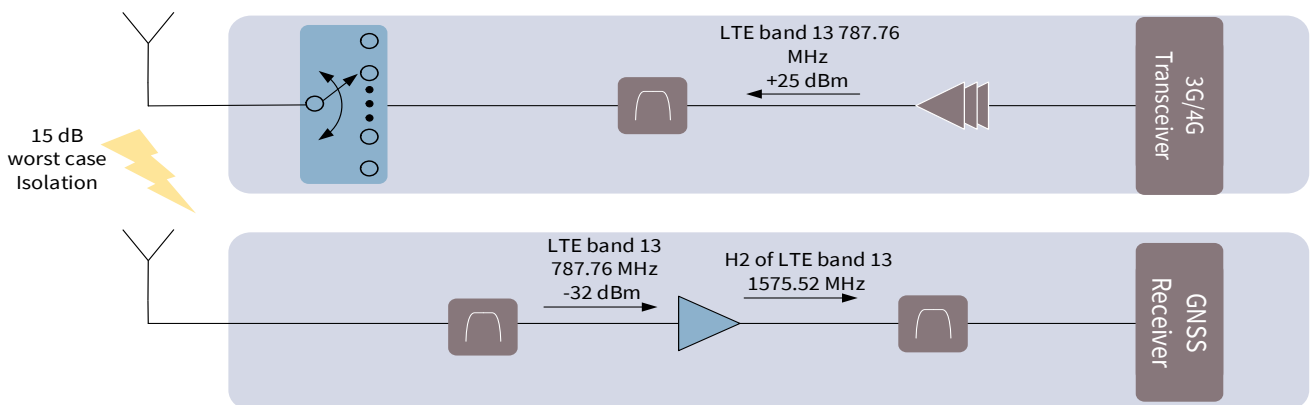 LTE band 13 787.76
MHz
+25 dBm
3G/4G
Transceiver
15 dB
worst case
Isolation
LTE band 13
787.76 MHz
-32 dBm
H2 of LTE band 13
1575.52 MHz
GNSS
Receiver